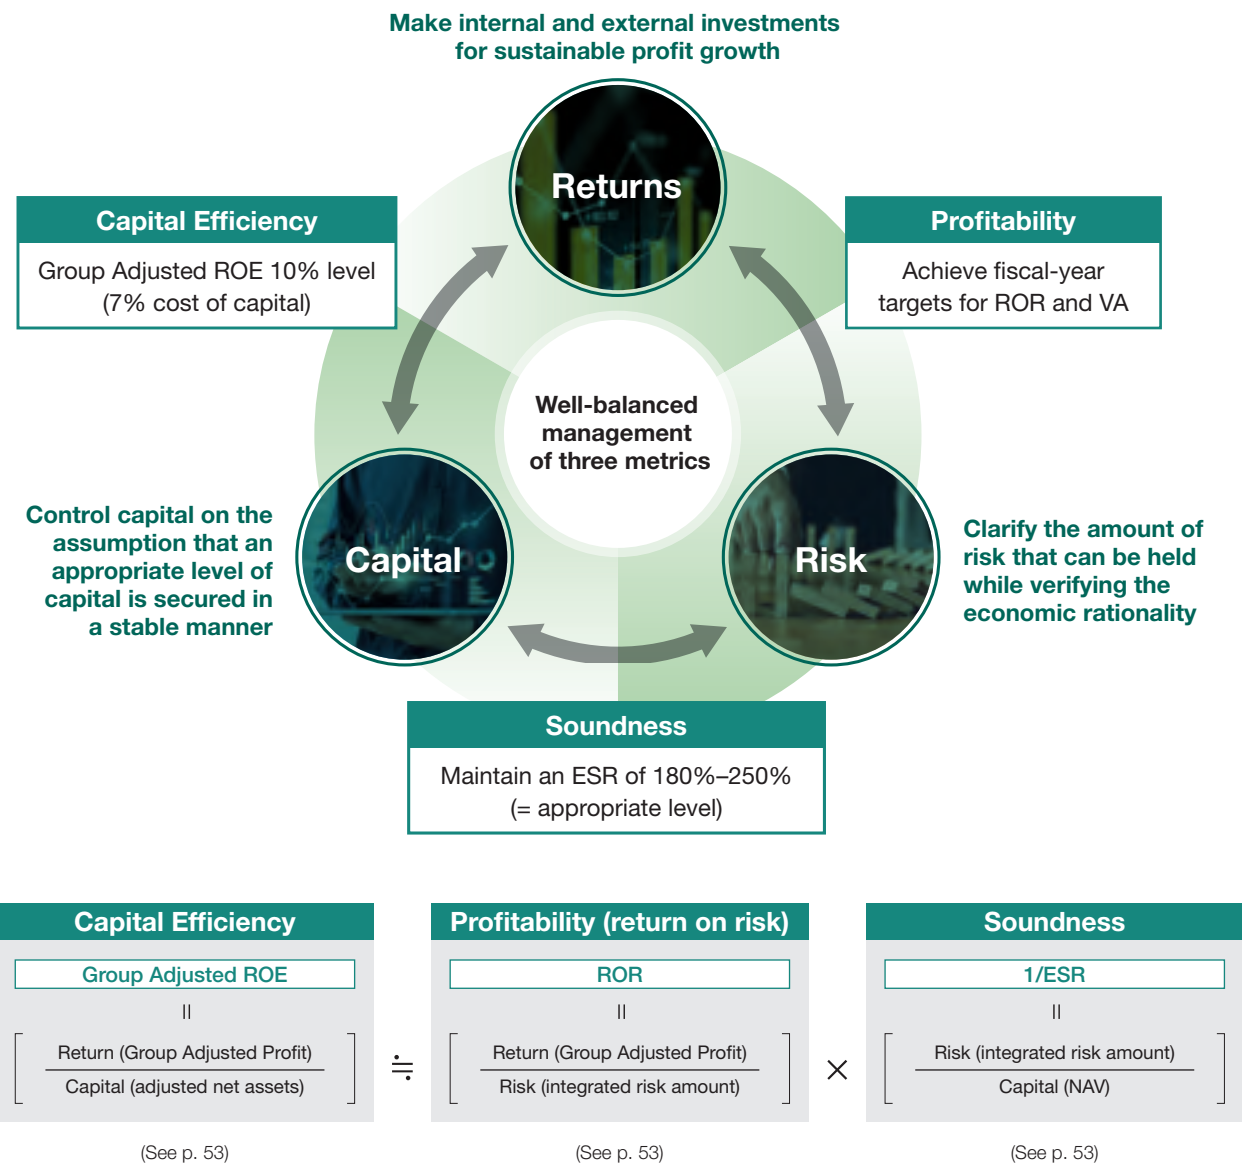 Make internal and external investments
for sustainable profit growth
Returns
Capital Efficiency
Group Adjusted ROE 10% level
(7% cost of capital)
Profitability
Achieve fiscal-year
targets for ROR and VA
Well-balanced
management
of three metrics
Control capital on the
assumption that an
appropriate level of
capital is secured in
a stable manner
Capital
Risk
Clarify the amount of
risk that can be held
while verifying the
economic rationality
Soundness
Maintain an ESR of 180%–250%
(= appropriate level)
Capital Efficiency
Group Adjusted ROE
=
Return (Group Adjusted Profit)
Capital (adjusted net assets)
(See p. 53)
≒
Profitability (return on risk)
ROR
=
Return (Group Adjusted Profit)
Risk (integrated risk amount)
(See p. 53)
×
Soundness
1/ESR
=
Risk (integrated risk amount)
Capital (NAV)
(See p. 53)